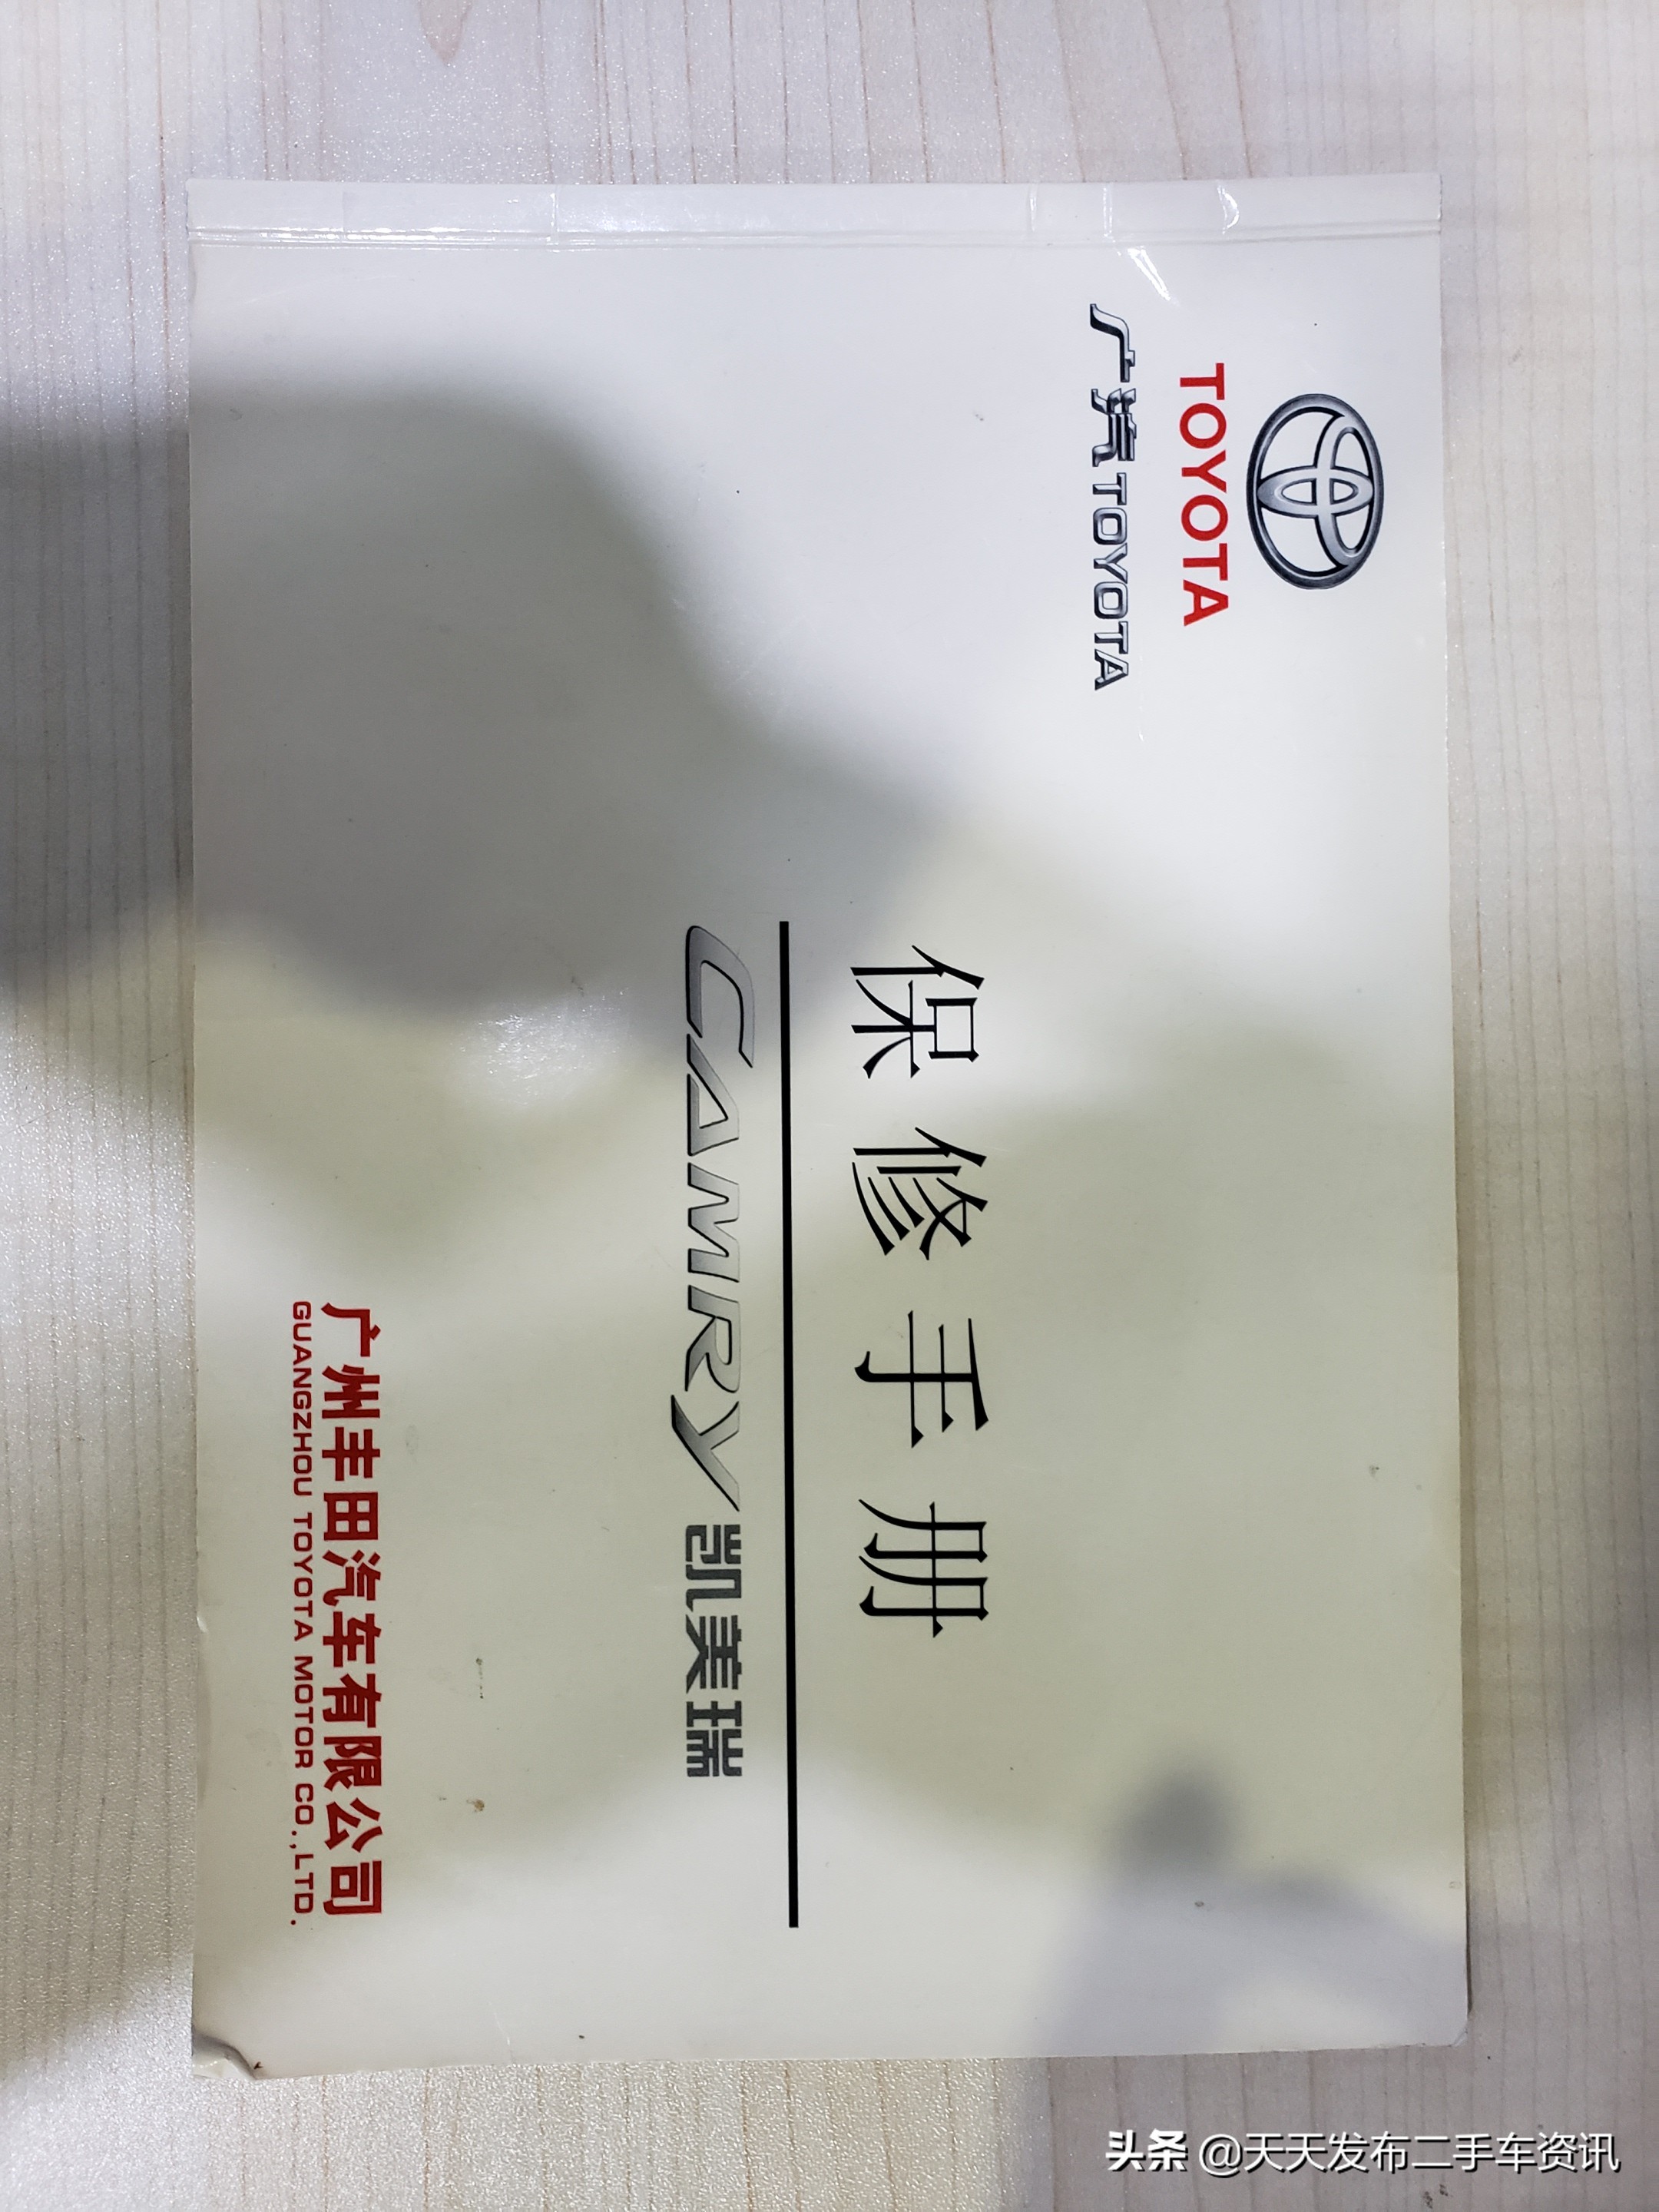 TOYOTA
广汽TOYOTA
保修手册
CAMRY 凯美瑞
广州丰田汽车有限公司
GUANGZHOU TOYOTA MOTOR CO.,LTD.
头条 @天天发布二手车资讯